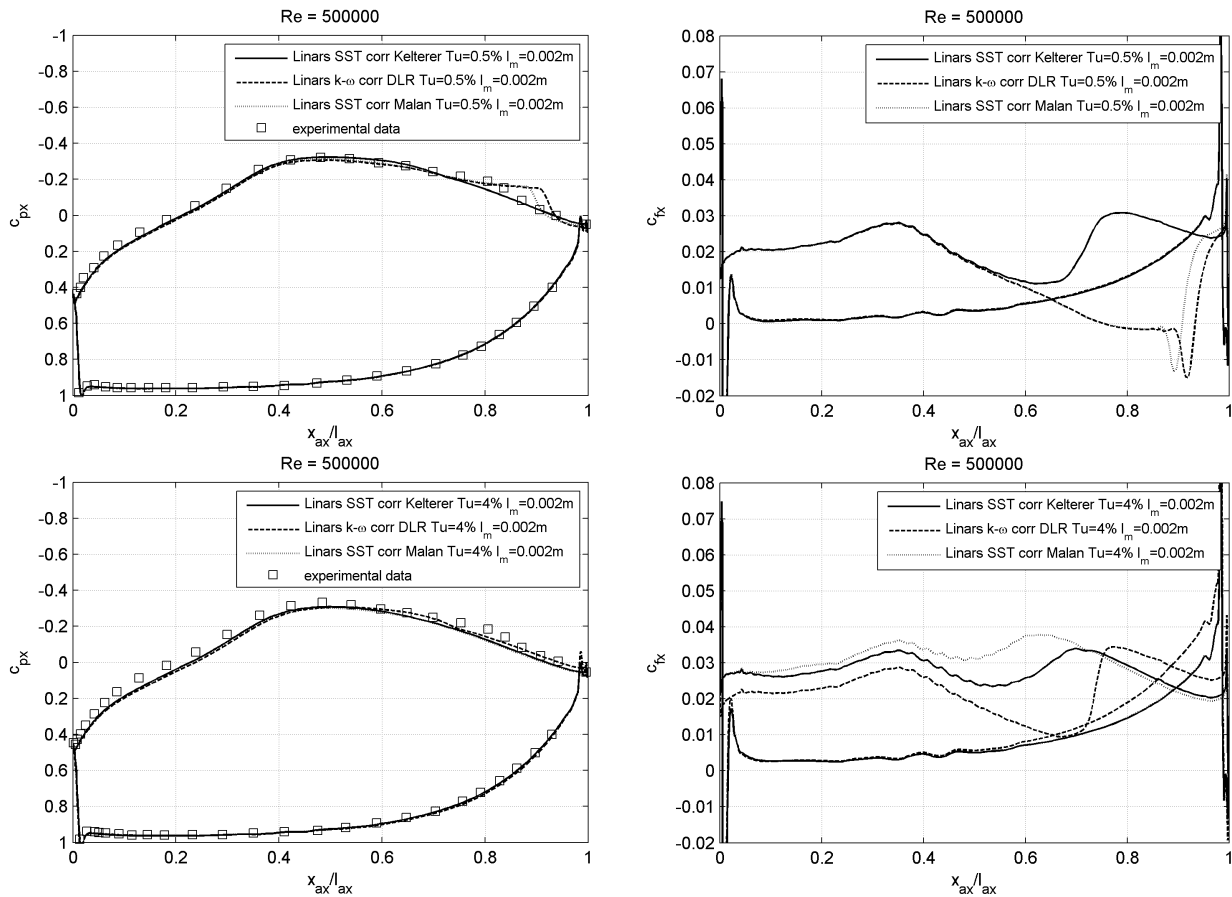 Re = 500000
-1
-0.8
-0.6
-0.4
-0.2
0
0.2
0.4
0.6
0.8
1
c_px
Linars SST corr Kelterer Tu=0.5% l_m=0.002m
Linars k-ω corr DLR Tu=0.5% l_m=0.002m
Linars SST corr Malan Tu=0.5% l_m=0.002m
experimental data
0 0.2 0.4 0.6 0.8 1
x_ax/l_ax
Re = 500000
0.08
0.07
0.06
0.05
0.04
0.03
0.02
0.01
0
-0.01
-0.02
c_fx
Linars SST corr Kelterer Tu=0.5% l_m=0.002m
Linars k-ω corr DLR Tu=0.5% l_m=0.002m
Linars SST corr Malan Tu=0.5% l_m=0.002m
0 0.2 0.4 0.6 0.8 1
x_ax/l_ax
Re = 500000
-1
-0.8
-0.6
-0.4
-0.2
0
0.2
0.4
0.6
0.8
1
c_px
Linars SST corr Kelterer Tu=4% l_m=0.002m
Linars k-ω corr DLR Tu=4% l_m=0.002m
Linars SST corr Malan Tu=4% l_m=0.002m
experimental data
0 0.2 0.4 0.6 0.8 1
x_ax/l_ax
Re = 500000
0.08
0.07
0.06
0.05
0.04
0.03
0.02
0.01
0
-0.01
-0.02
c_fx
Linars SST corr Kelterer Tu=4% l_m=0.002m
Linars k-ω corr DLR Tu=4% l_m=0.002m
Linars SST corr Malan Tu=4% l_m=0.002m
0 0.2 0.4 0.6 0.8 1
x_ax/l_ax